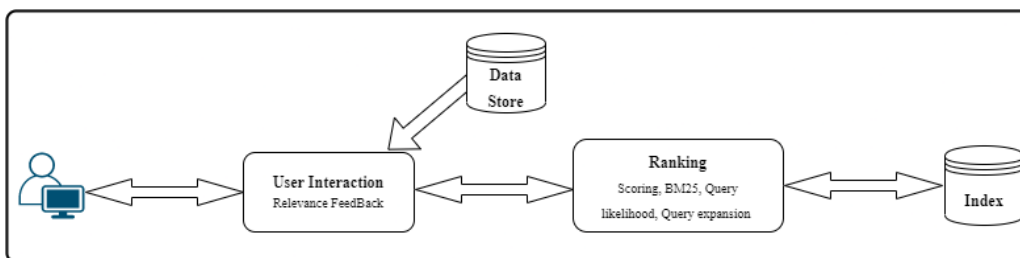 Data
Store
User Interaction
Relevance FeedBack
Ranking
Scoring, BM25, Query
likelihood, Query expansion
Index